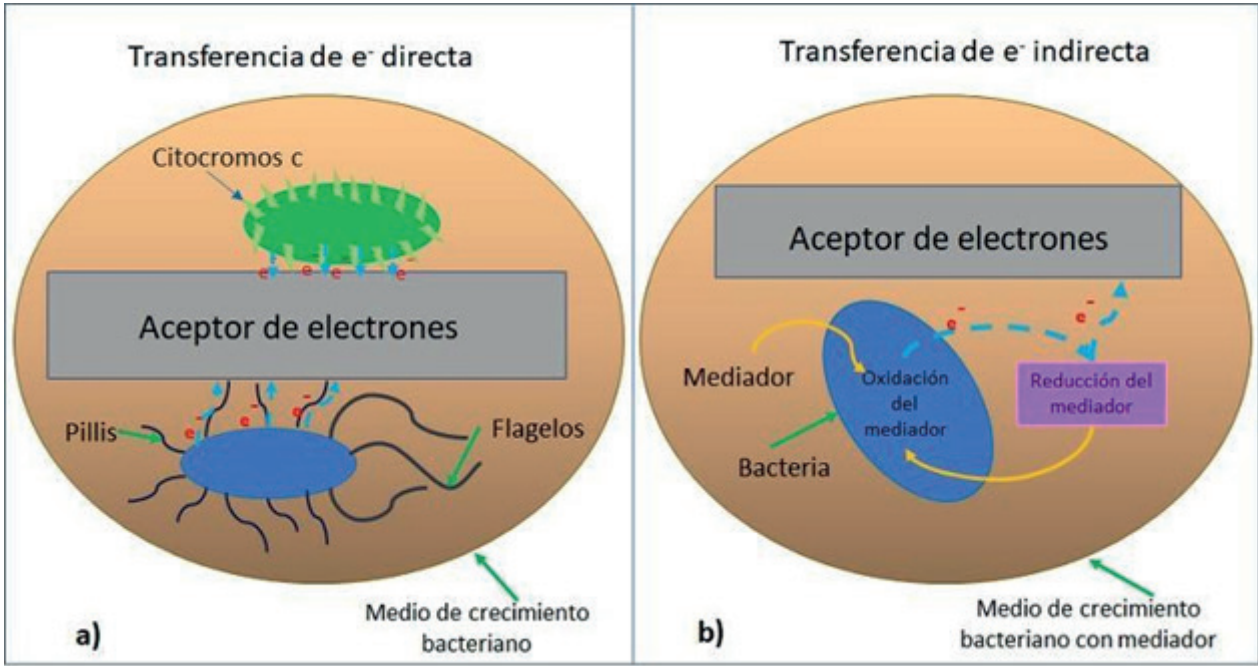 Transferencia de e⁻ directa
Citocromos c
e⁻
e⁻
e⁻
e⁻
Aceptor de electrones
e⁻
e⁻
e⁻
Pillis
Flagelos
Medio de crecimiento
bacteriano
a)
Transferencia de e⁻ indirecta
Aceptor de electrones
e⁻
e⁻
Mediador
Oxidación
del
mediador
Reducción del
mediador
Bacteria
Medio de crecimiento
bacteriano con mediador
b)